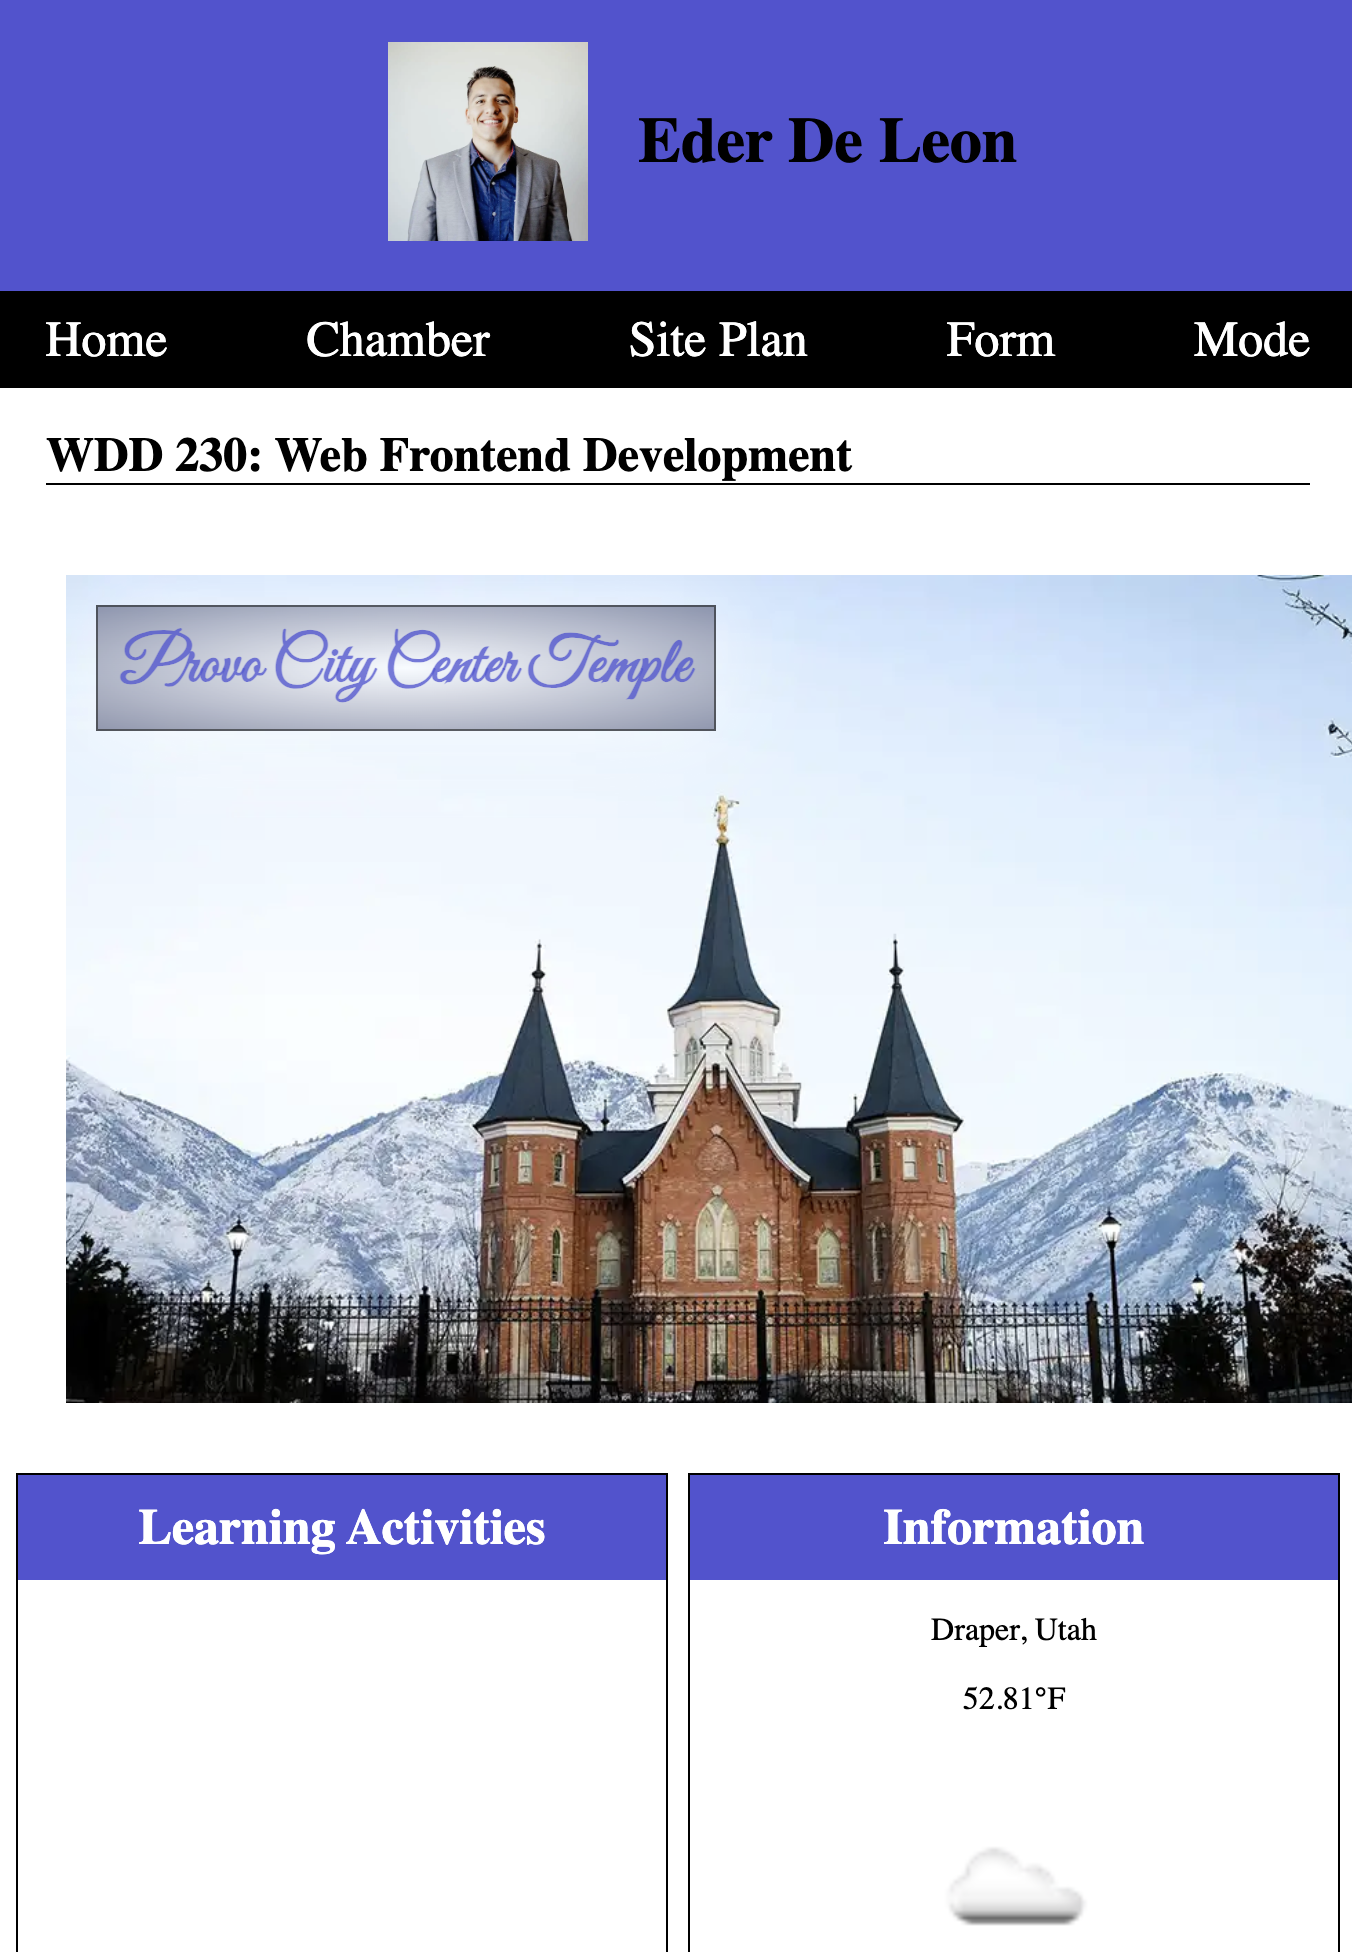 Eder De Leon
Home Chamber Site Plan Form Mode
WDD 230: Web Frontend Development
Provo City Center Temple
Learning Activities
Information
Draper, Utah
52.81°F